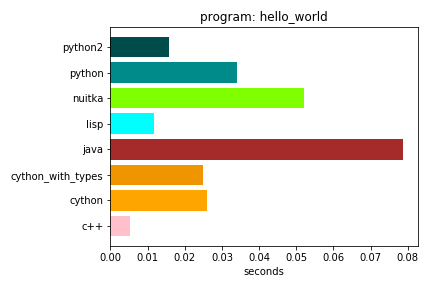 program: hello_world
python2
python
nuitka
lisp
java
cython_with_types
cython
c++
0.00 0.01 0.02 0.03 0.04 0.05 0.06 0.07 0.08
seconds